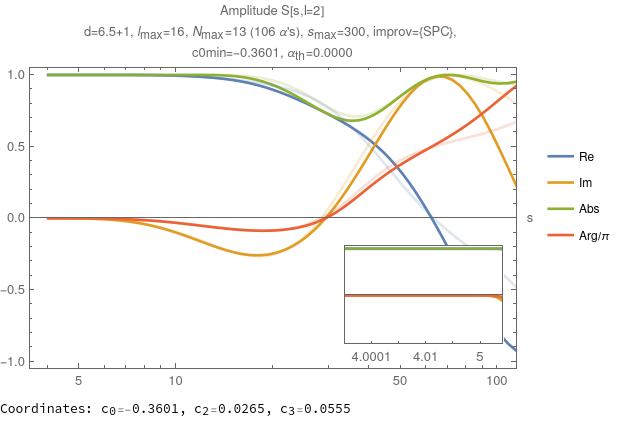 Amplitude S[s,l=2]
d=6.5+1, lmax=16, Nmax=13 (106 α's), smax=300, improv={SPC},
c0min=-0.3601, αth=0.0000
1.0
0.5
0.0
-0.5
-1.0
5
10
50
100
s
4.0001
4.01
5
Re
Im
Abs
Arg/π
Coordinates: c0=-0.3601, c2=0.0265, c3=0.0555